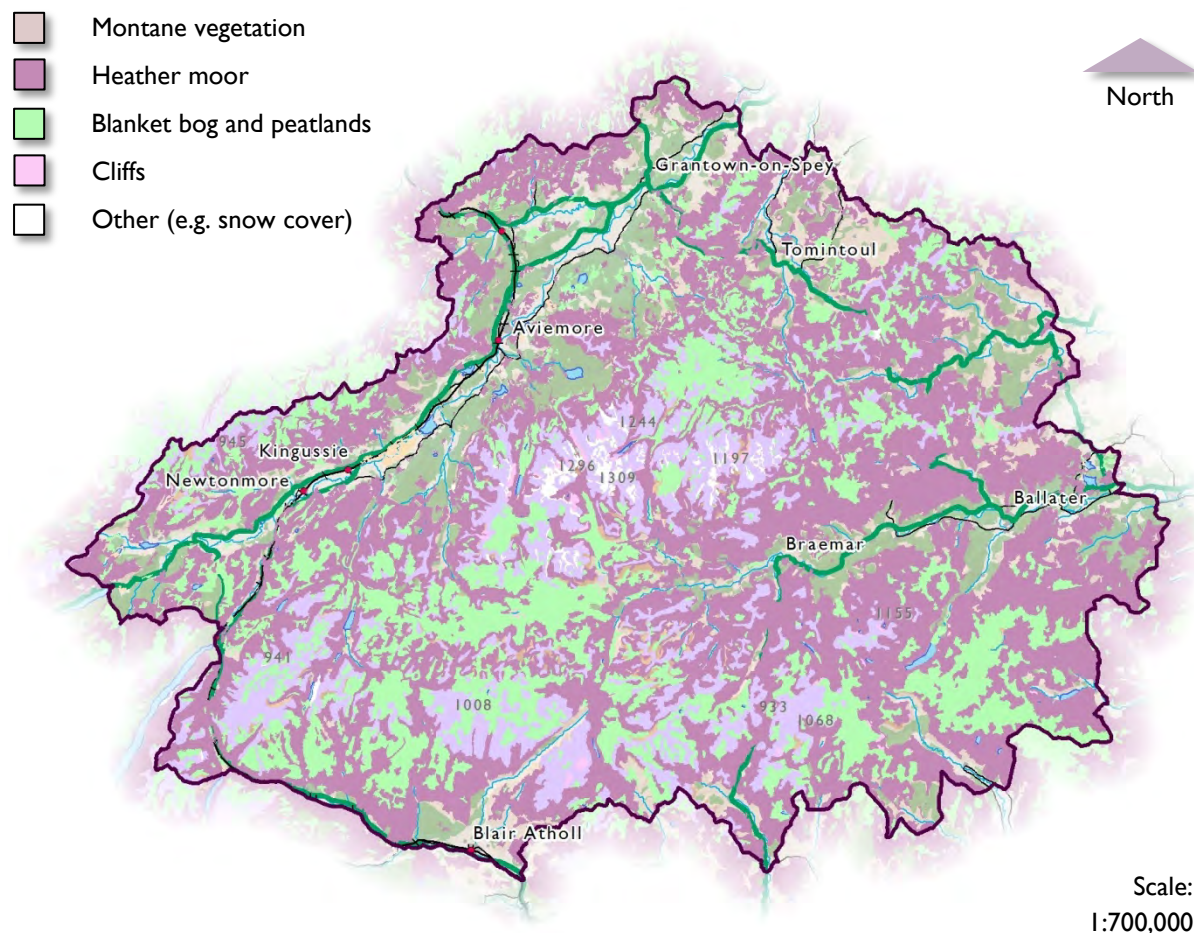 Montane vegetation
Heather moor
Blanket bog and peatlands
Cliffs
Other (e.g. snow cover)
North
Grantown-on-Spey
Tomintoul
Aviemore
945
1244
Kingussie
1296
1309
1197
Newtonmore
Ballater
Braemar
1155
941
1008
933
1068
Blair Atholl
Scale:
1:700,000